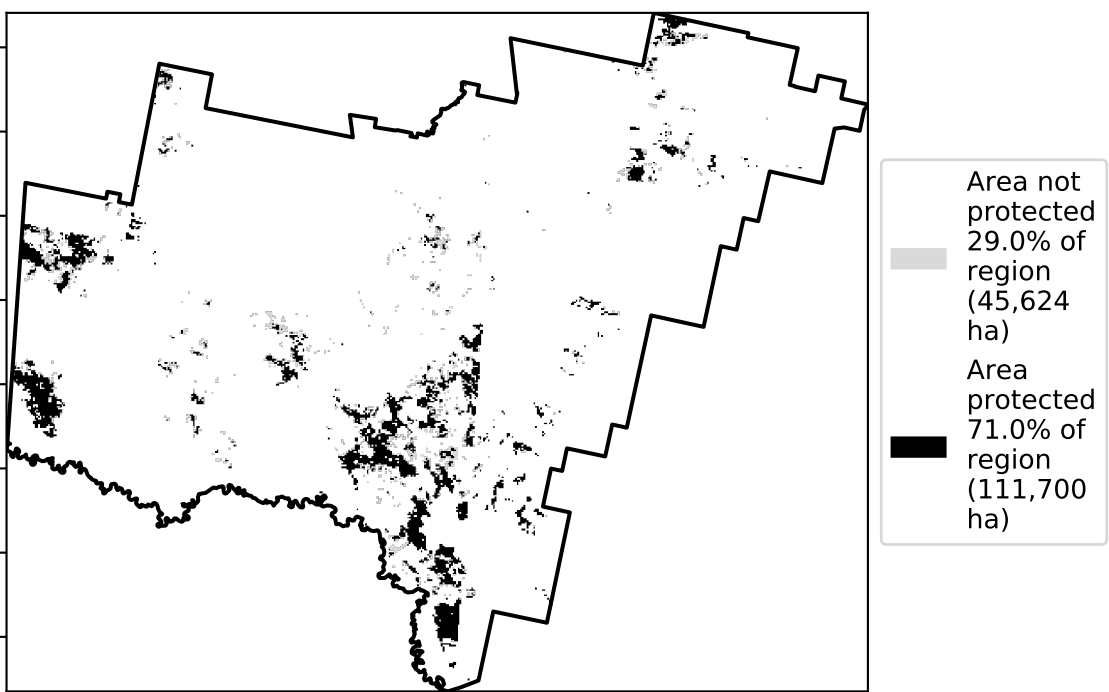 Area not
protected
29.0% of
region
(45,624
ha)
Area
protected
71.0% of
region
(111,700
ha)